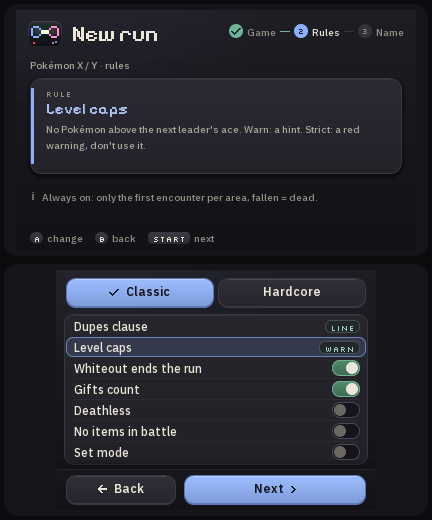 New run
Game
2 Rules
3 Name
Pokémon X / Y · rules
RULE
Level caps
No Pokémon above the next leader's ace. Warn: a hint. Strict: a red
warning, don't use it.
i Always on: only the first encounter per area, fallen = dead.
A change B back START next
Classic
Hardcore
Dupes clause LINE
Level caps WARN
Whiteout ends the run
Gifts count
Deathless
No items in battle
Set mode
← Back
Next ›